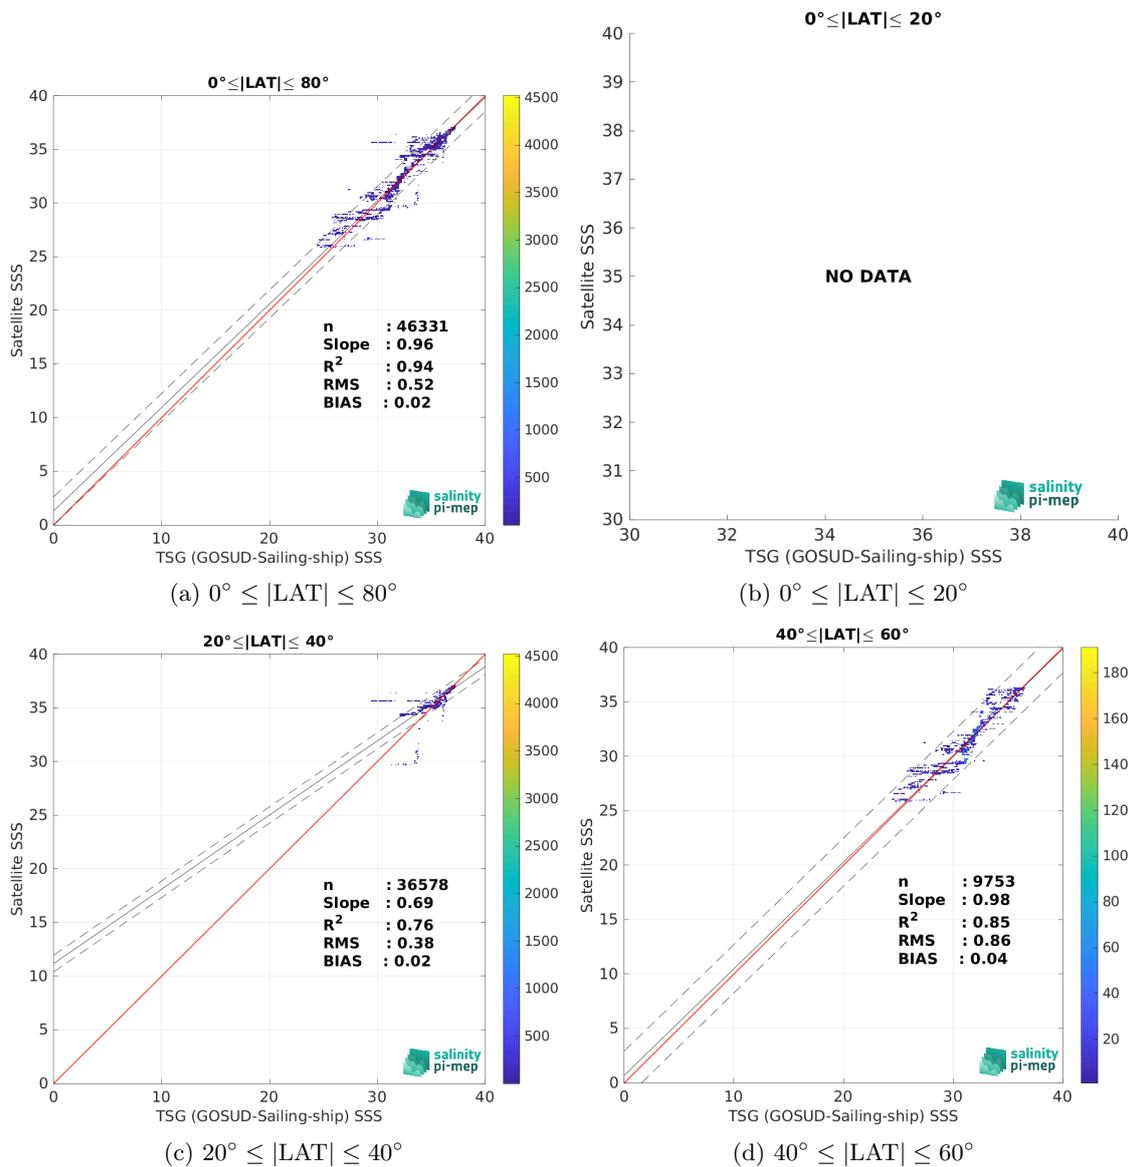 0°≤|LAT|≤ 80°
40
35
30
25
20
15
10
5
0
Satellite SSS
0
10
20
30
40
TSG (GOSUD-Sailing-ship) SSS
4500
4000
3500
3000
2500
2000
1500
1000
500
n : 46331
Slope : 0.96
R² : 0.94
RMS : 0.52
BIAS : 0.02
salinity
pi-mep
(a) 0° ≤ |LAT| ≤ 80°
0°≤|LAT|≤ 20°
40
39
38
37
36
35
34
33
32
31
30
Satellite SSS
NO DATA
30
32
34
36
38
40
TSG (GOSUD-Sailing-ship) SSS
salinity
pi-mep
(b) 0° ≤ |LAT| ≤ 20°
20°≤|LAT|≤ 40°
40
35
30
25
20
15
10
5
0
Satellite SSS
0
10
20
30
40
TSG (GOSUD-Sailing-ship) SSS
4500
4000
3500
3000
2500
2000
1500
1000
500
n : 36578
Slope : 0.69
R² : 0.76
RMS : 0.38
BIAS : 0.02
salinity
pi-mep
(c) 20° ≤ |LAT| ≤ 40°
40°≤|LAT|≤ 60°
40
35
30
25
20
15
10
5
0
Satellite SSS
0
10
20
30
40
TSG (GOSUD-Sailing-ship) SSS
180
160
140
120
100
80
60
40
20
n : 9753
Slope : 0.98
R² : 0.85
RMS : 0.86
BIAS : 0.04
salinity
pi-mep
(d) 40° ≤ |LAT| ≤ 60°